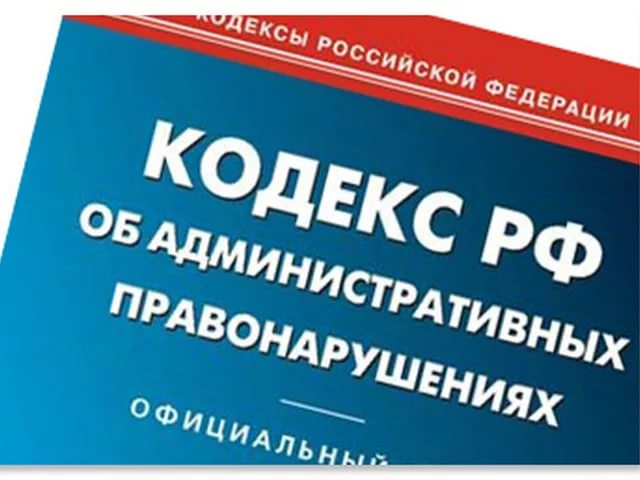 КОДЕКСЫ РОССИЙСКОЙ ФЕДЕРАЦИИ
КОДЕКС РФ
ОБ АДМИНИСТРАТИВНЫХ
ПРАВОНАРУШЕНИЯХ
ОФИЦИАЛЬНЫЙ